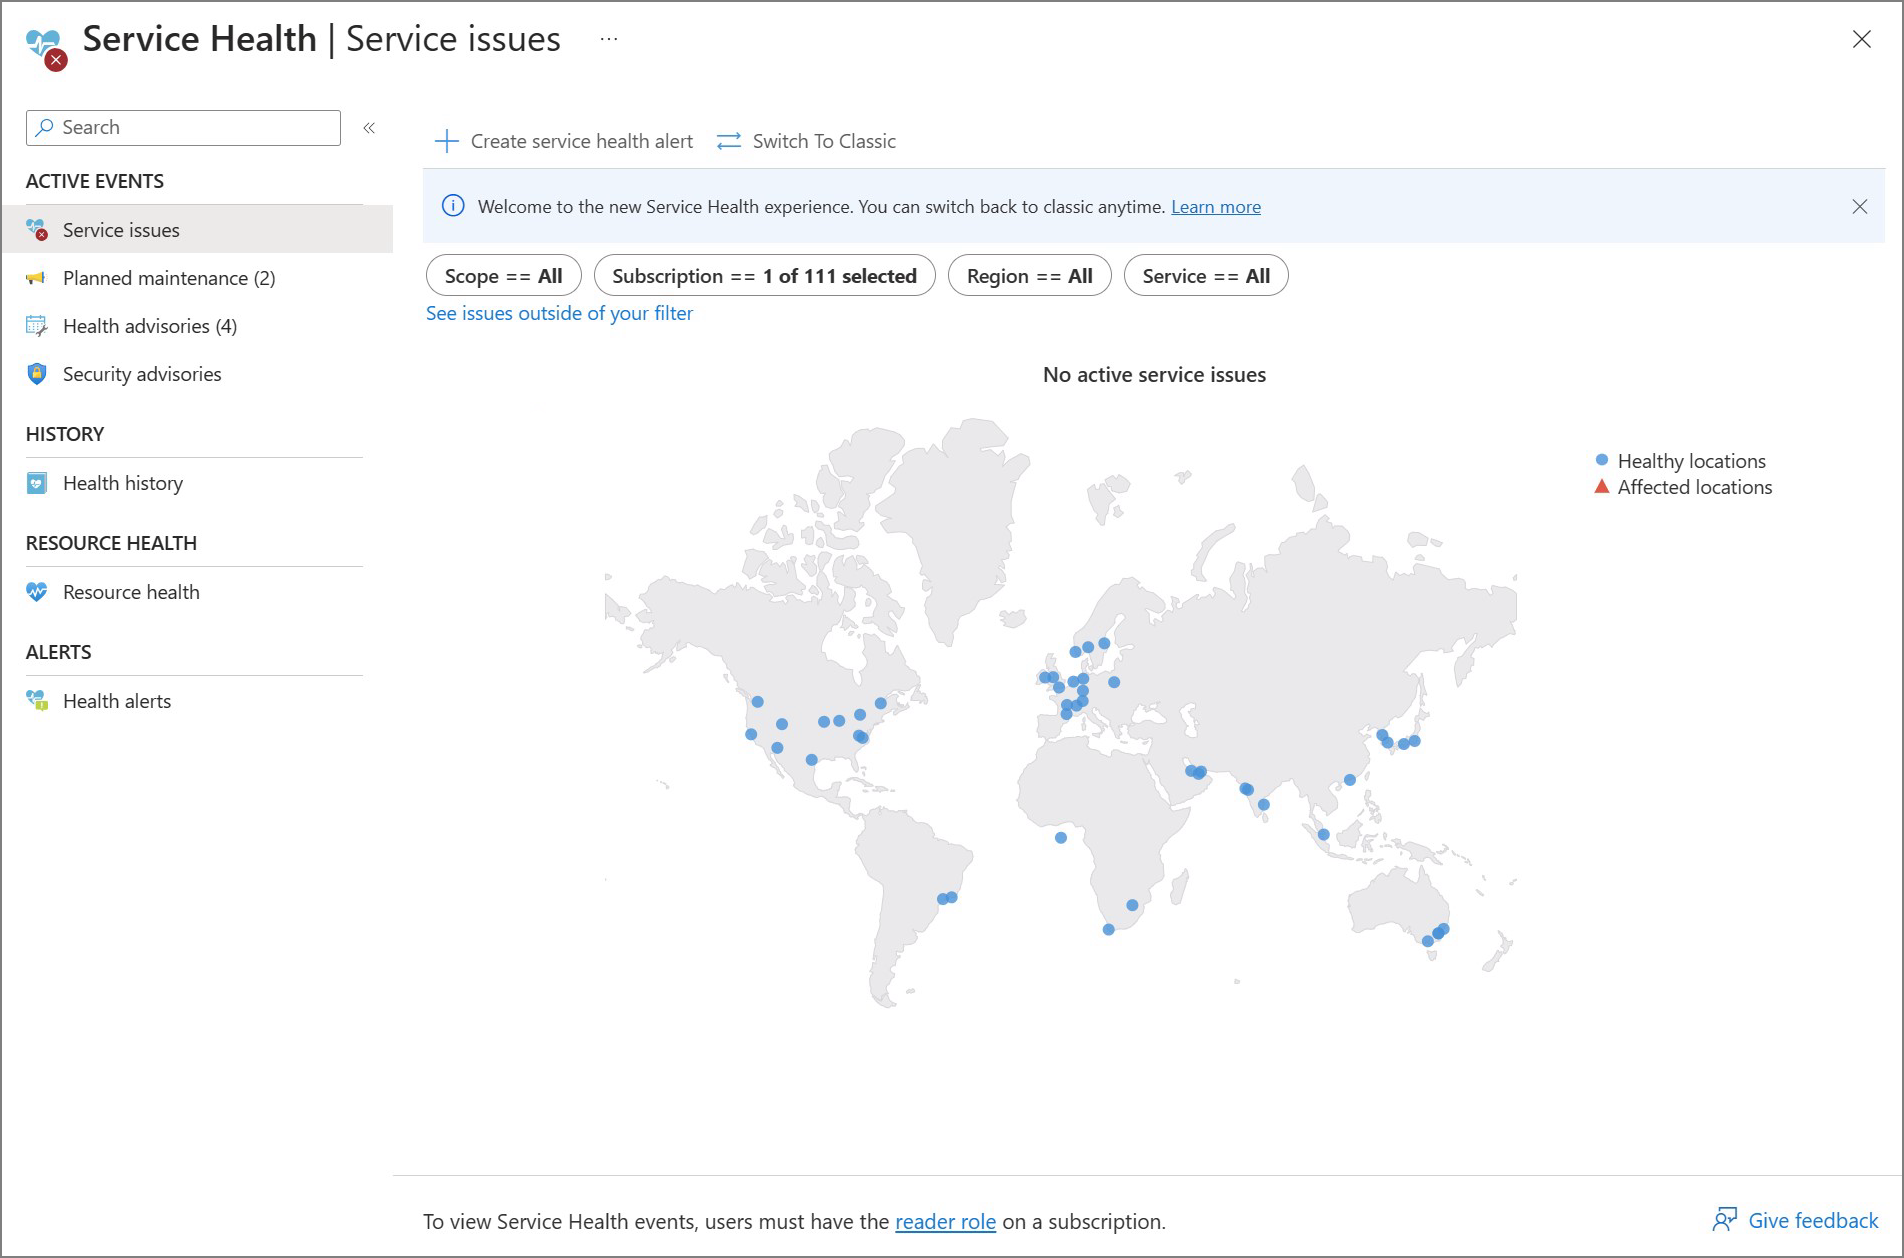 Service Health | Service issues ...
Search
«
ACTIVE EVENTS
Service issues
Planned maintenance (2)
Health advisories (4)
Security advisories
HISTORY
Health history
RESOURCE HEALTH
Resource health
ALERTS
Health alerts
Create service health alert Switch To Classic
Welcome to the new Service Health experience. You can switch back to classic anytime. Learn more
Scope == All Subscription == 1 of 111 selected Region == All Service == All
See issues outside of your filter
No active service issues
Healthy locations
Affected locations
To view Service Health events, users must have the reader role on a subscription.
Give feedback